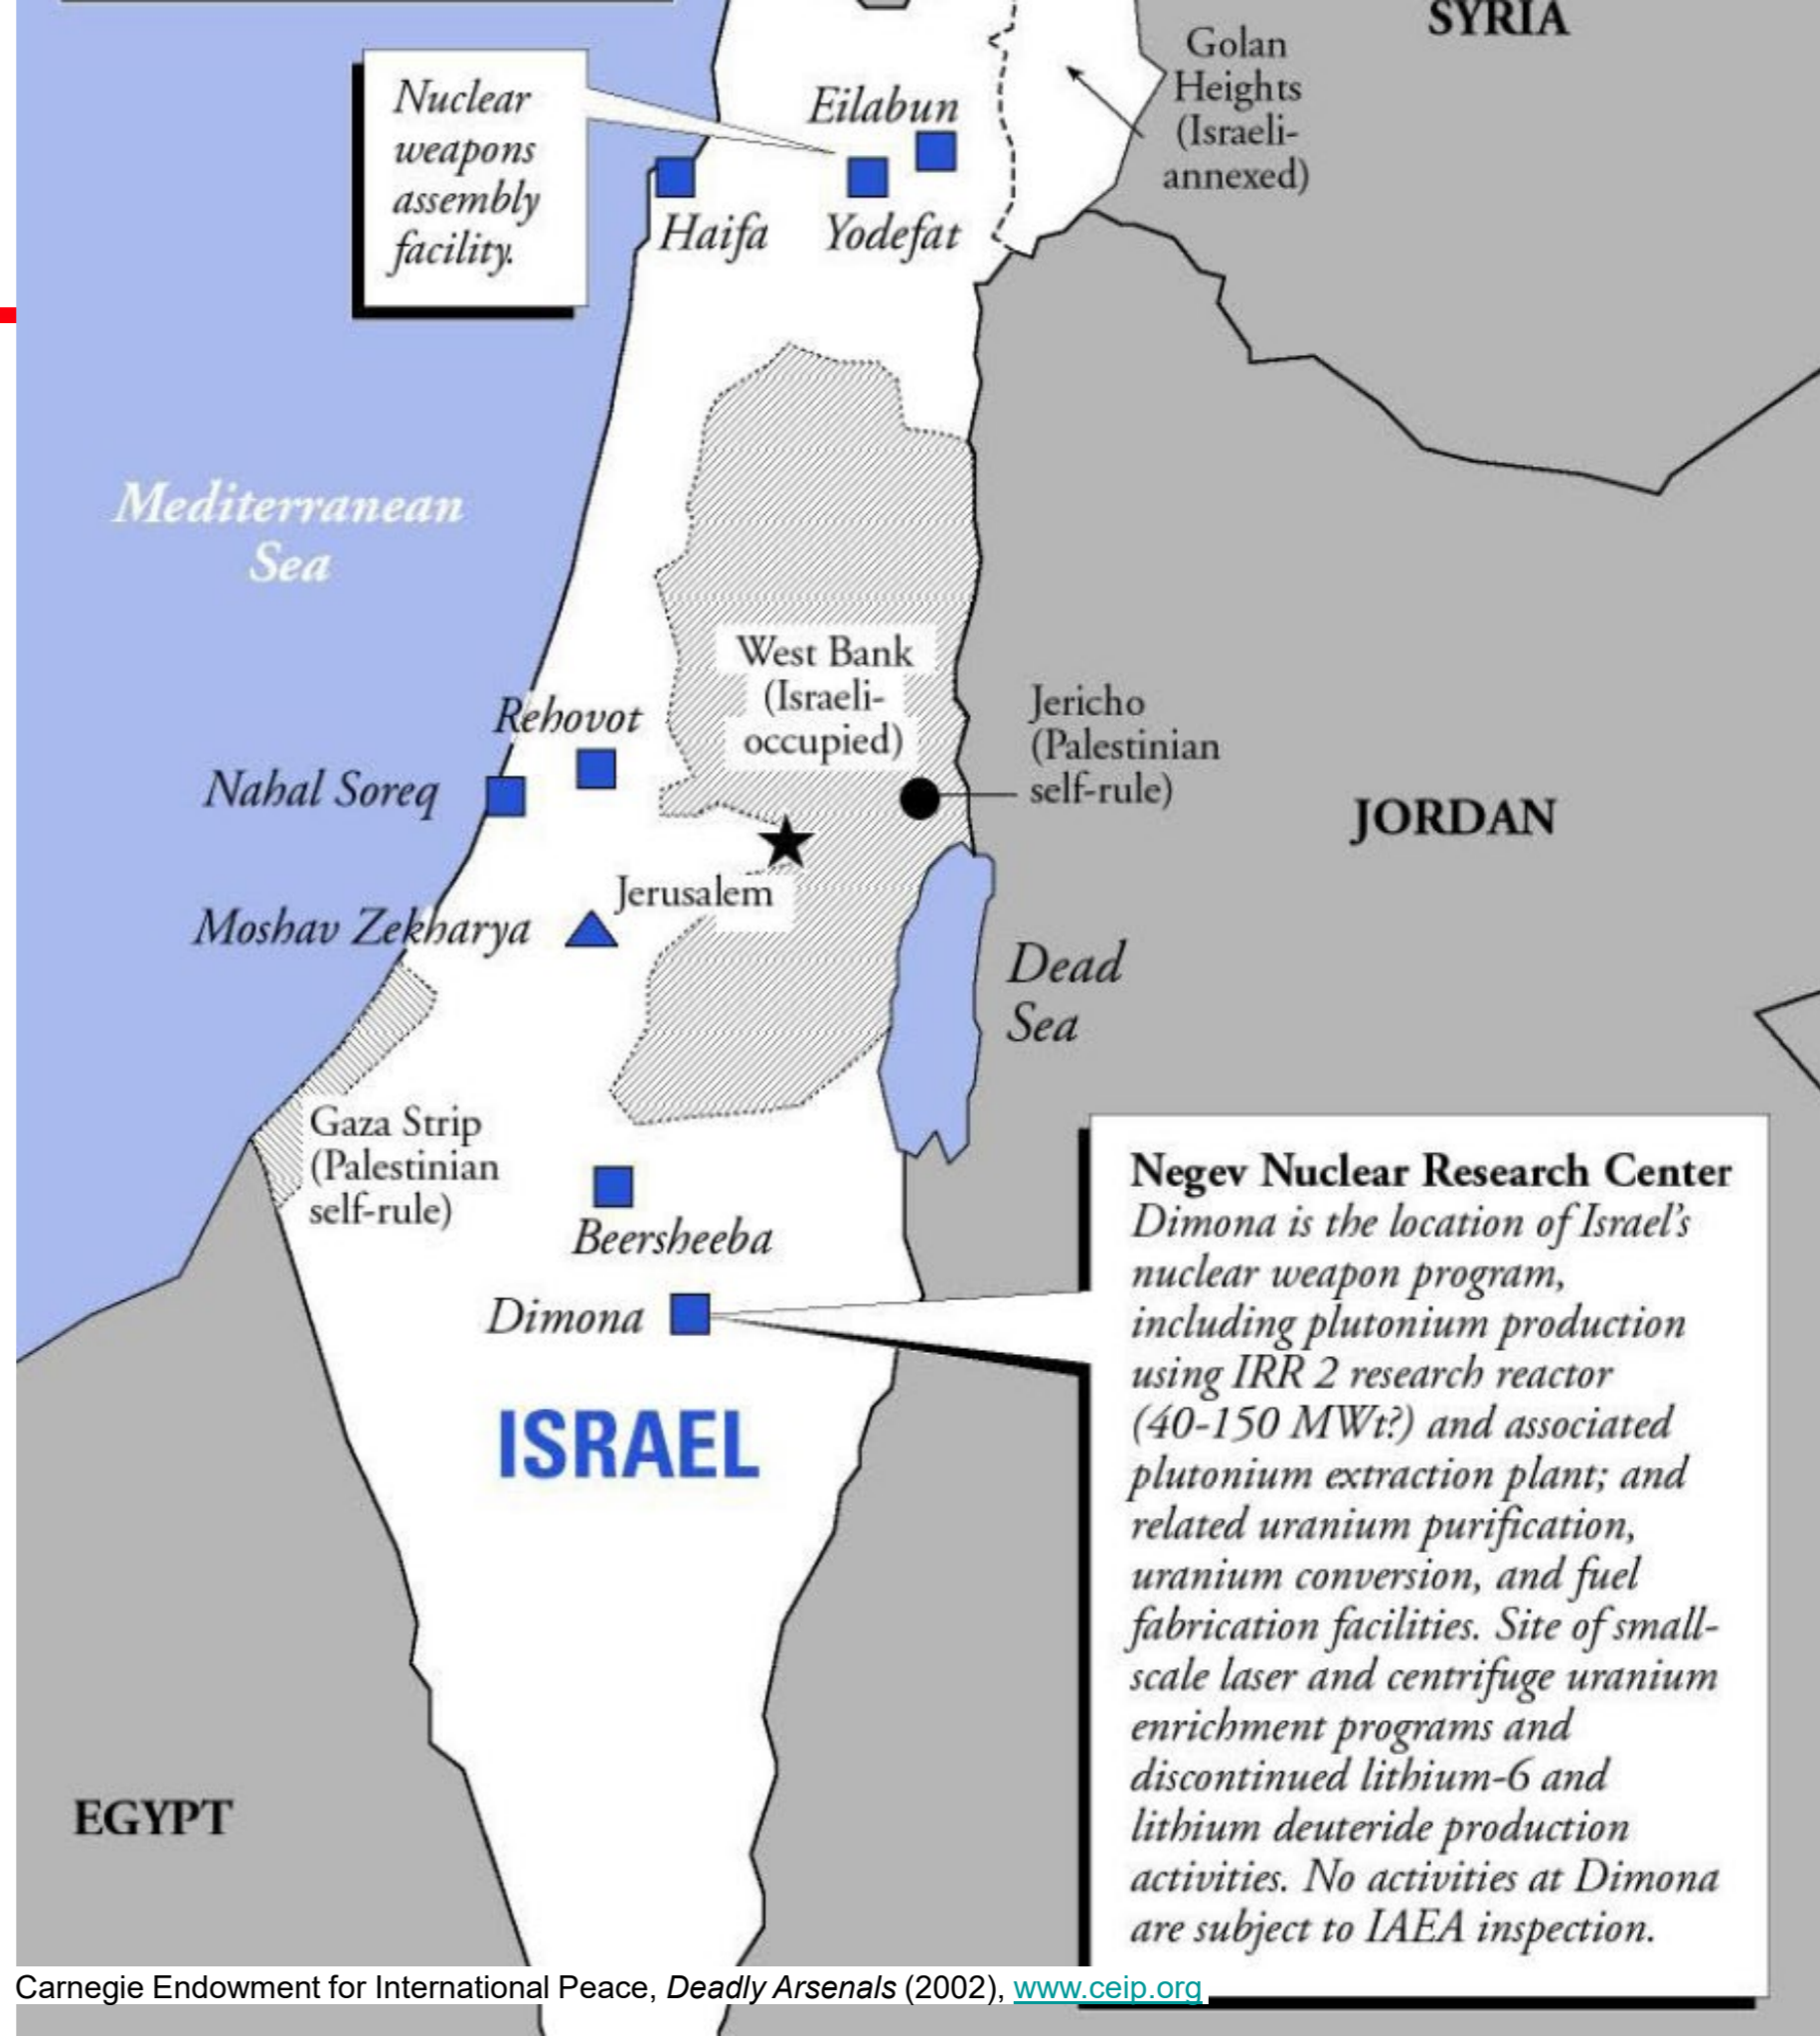 SYRIA
Golan
Heights
(Israeli-
annexed)
Nuclear
weapons
assembly
facility.
Eilabun
Haifa
Yodefat
Mediterranean
Sea
West Bank
(Israeli-
occupied)
Jericho
(Palestinian
self-rule)
Rehovot
Nahal Soreq
JORDAN
Jerusalem
Moshav Zekharya
Dead
Sea
Gaza Strip
(Palestinian
self-rule)
Beersheeba
Dimona
ISRAEL
Negev Nuclear Research Center
Dimona is the location of Israel's
nuclear weapon program,
including plutonium production
using IRR 2 research reactor
(40-150 MWt?) and associated
plutonium extraction plant; and
related uranium purification,
uranium conversion, and fuel
fabrication facilities. Site of small-
scale laser and centrifuge uranium
enrichment programs and
discontinued lithium-6 and
lithium deuteride production
activities. No activities at Dimona
are subject to IAEA inspection.
EGYPT
Carnegie Endowment for International Peace, Deadly Arsenals (2002), www.ceip.org